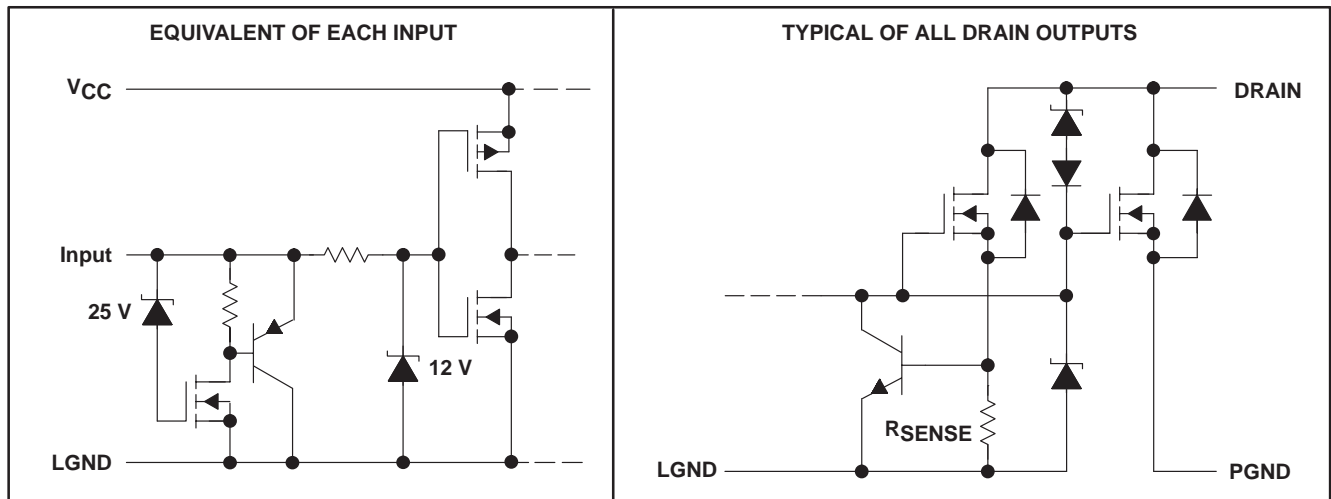 EQUIVALENT OF EACH INPUT
VCC
Input
25 V
12 V
LGND
TYPICAL OF ALL DRAIN OUTPUTS
DRAIN
RSENSE
LGND
PGND